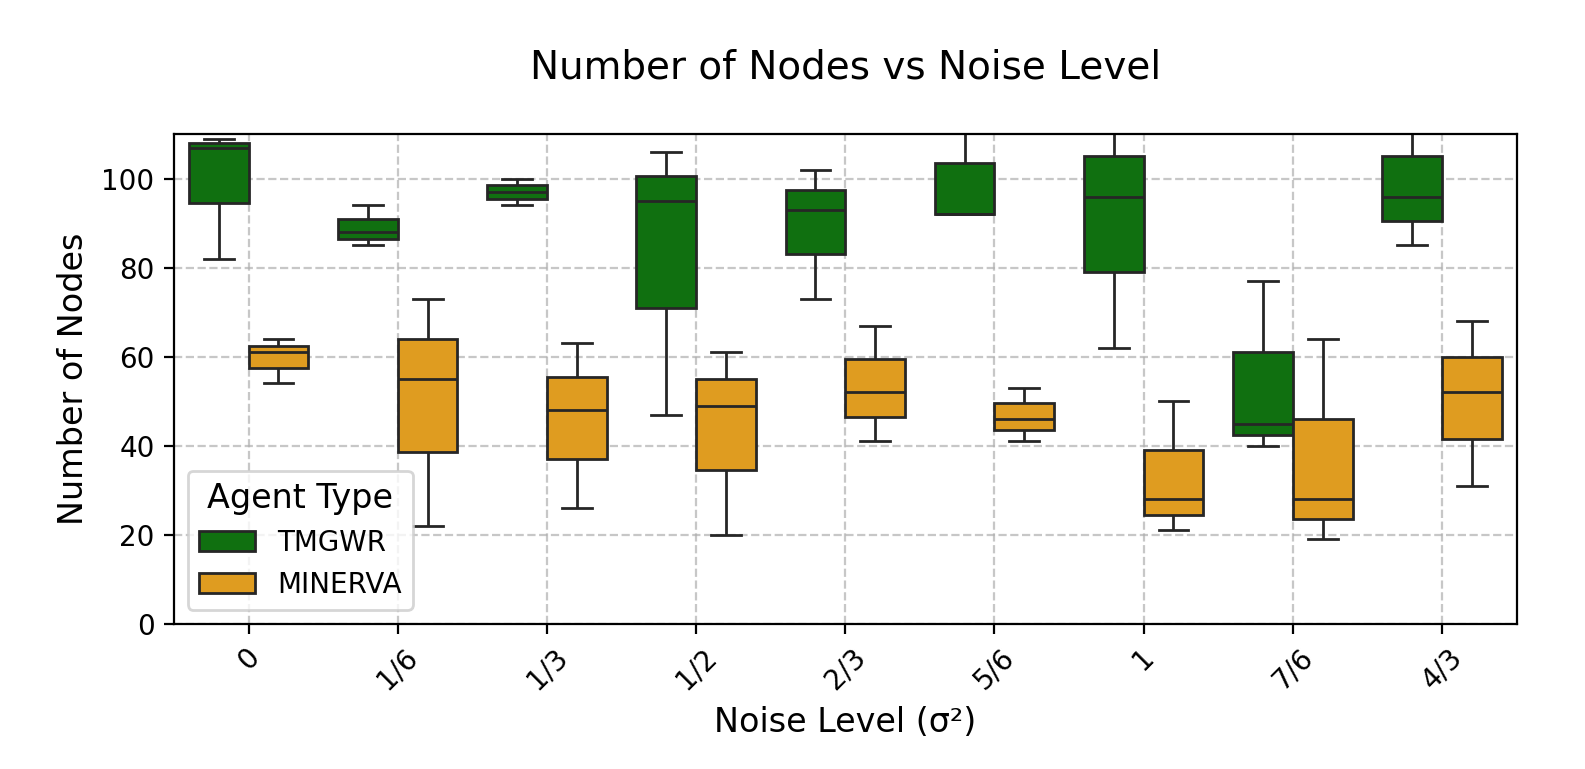 Number of Nodes vs Noise Level
Number of Nodes
100
80
60
40
20
0
Agent Type
TMGWR
MINERVA
0
1/6
1/3
1/2
2/3
5/6
1
7/6
4/3
Noise Level (σ²)